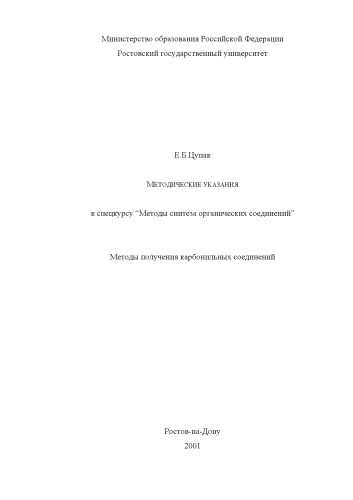 Министерство образования Российской Федерации
Ростовский государственный университет
Е.Б.Цупак
МЕТОДИЧЕСКИЕ УКАЗАНИЯ
к спецкурсу "Методы синтеза органических соединений"
Методы получения карбонильных соединений
Ростов-на-Дону
2001